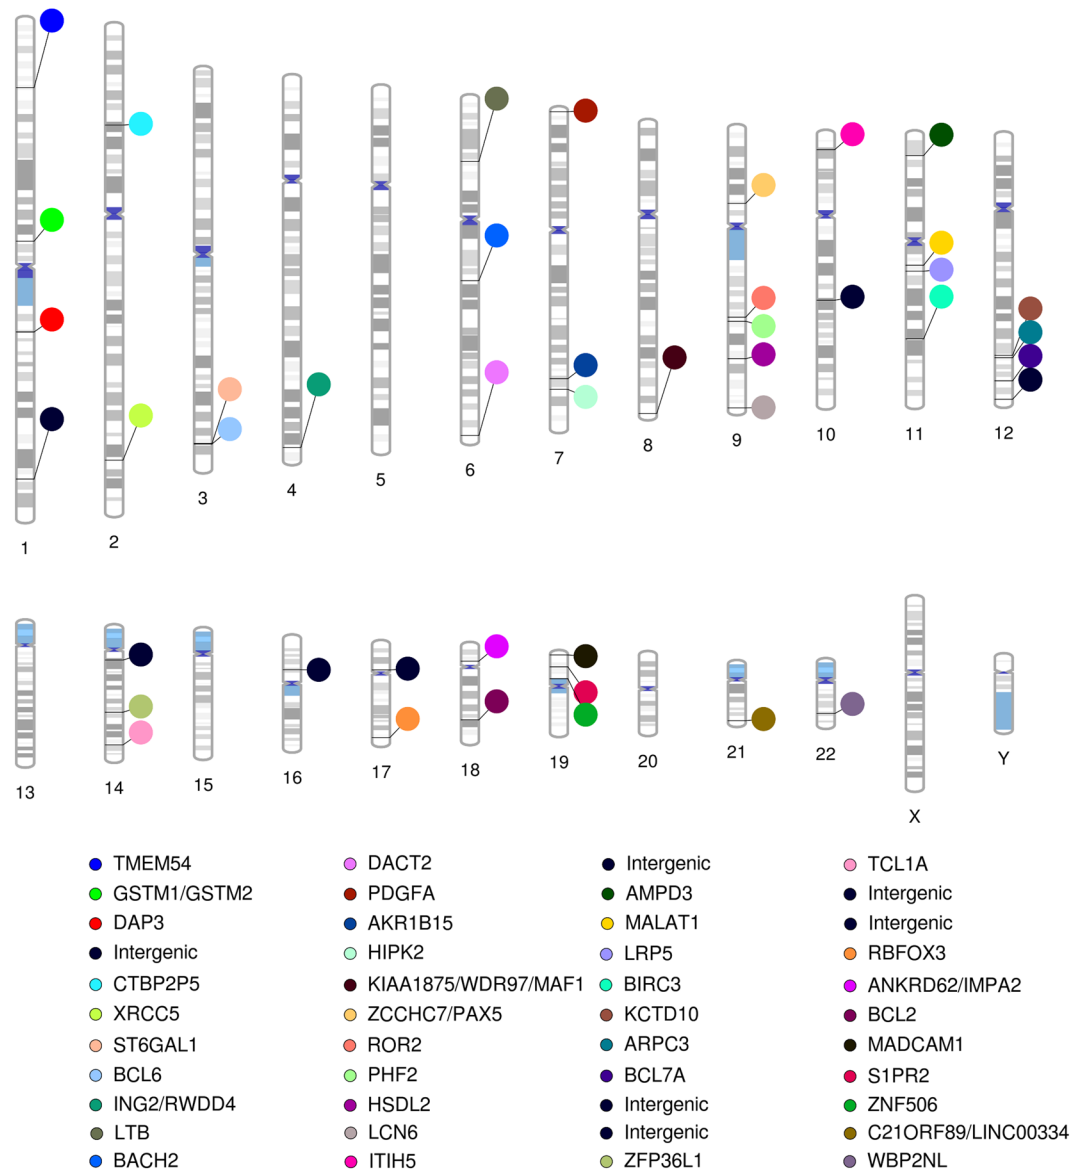 1
2
3
4
5
6
7
8
9
10
11
12
13
14
15
16
17
18
19
20
21
22
X
Y
TMEM54
GSTM1/GSTM2
DAP3
Intergenic
CTBP2P5
XRCC5
ST6GAL1
BCL6
ING2/RWDD4
LTB
BACH2
DACT2
PDGFA
AKR1B15
HIPK2
KIAA1875/WDR97/MAF1
ZCCHC7/PAX5
ROR2
PHF2
HSDL2
LCN6
ITIH5
Intergenic
AMPD3
MALAT1
LRP5
BIRC3
KCTD10
ARPC3
BCL7A
Intergenic
Intergenic
ZFP36L1
TCL1A
Intergenic
Intergenic
RBFOX3
ANKRD62/IMPA2
BCL2
MADCAM1
S1PR2
ZNF506
C21ORF89/LINC00334
WBP2NL